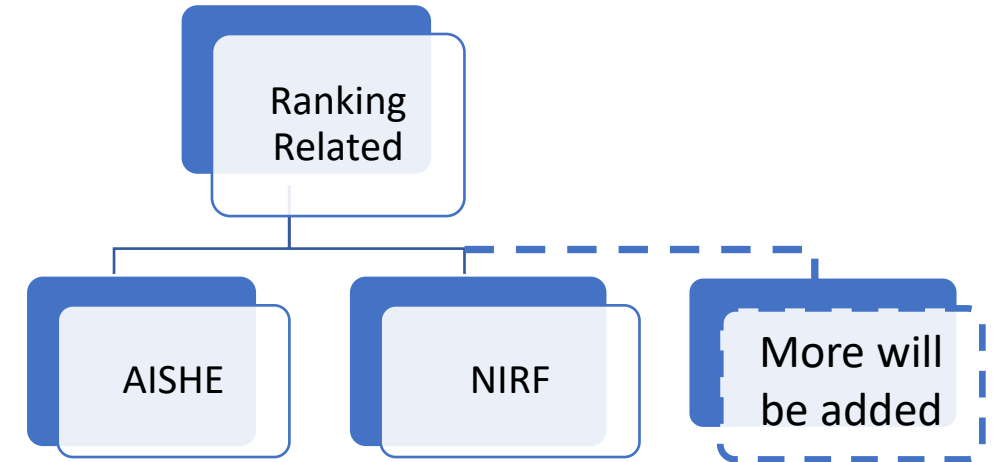 Ranking
Related
AISHE
NIRF
More will
be added